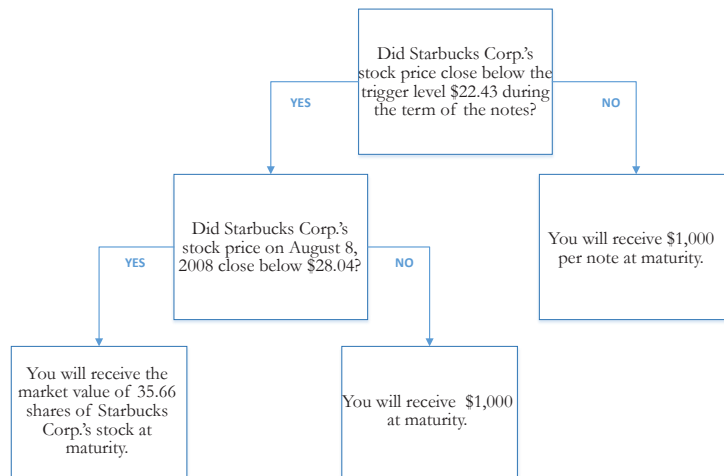 Did Starbucks Corp.'s
stock price close below the
trigger level $22.43 during
the term of the notes?
YES
NO
Did Starbucks Corp.'s
stock price on August 8,
2008 close below $28.04?
You will receive $1,000
per note at maturity.
YES
NO
You will receive the
market value of 35.66
shares of Starbucks
Corp.'s stock at
maturity.
You will receive $1,000
at maturity.